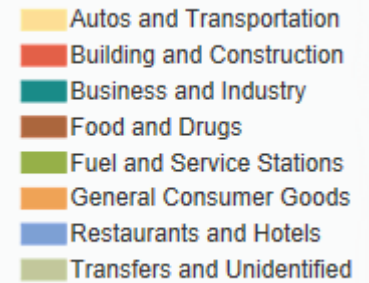 Autos and Transportation
Building and Construction
Business and Industry
Food and Drugs
Fuel and Service Stations
General Consumer Goods
Restaurants and Hotels
Transfers and Unidentified